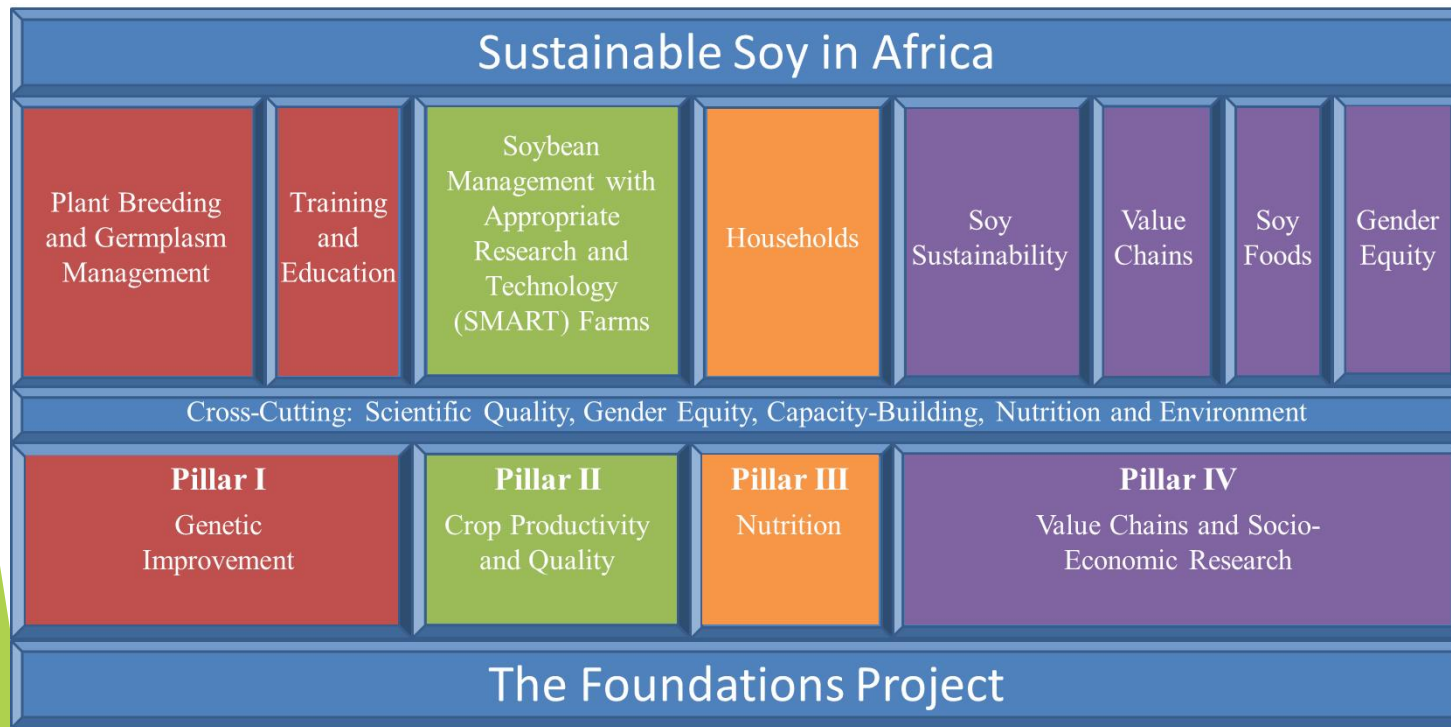 Sustainable Soy in Africa
Plant Breeding
and Germplasm
Management
Training
and
Education
Soybean
Management with
Appropriate
Research and
Technology
(SMART) Farms
Households
Soy
Sustainability
Value
Chains
Soy
Foods
Gender
Equity
Cross-Cutting: Scientific Quality, Gender Equity, Capacity-Building, Nutrition and Environment
Pillar I
Genetic
Improvement
Pillar II
Crop Productivity
and Quality
Pillar III
Nutrition
Pillar IV
Value Chains and Socio-
Economic Research
The Foundations Project